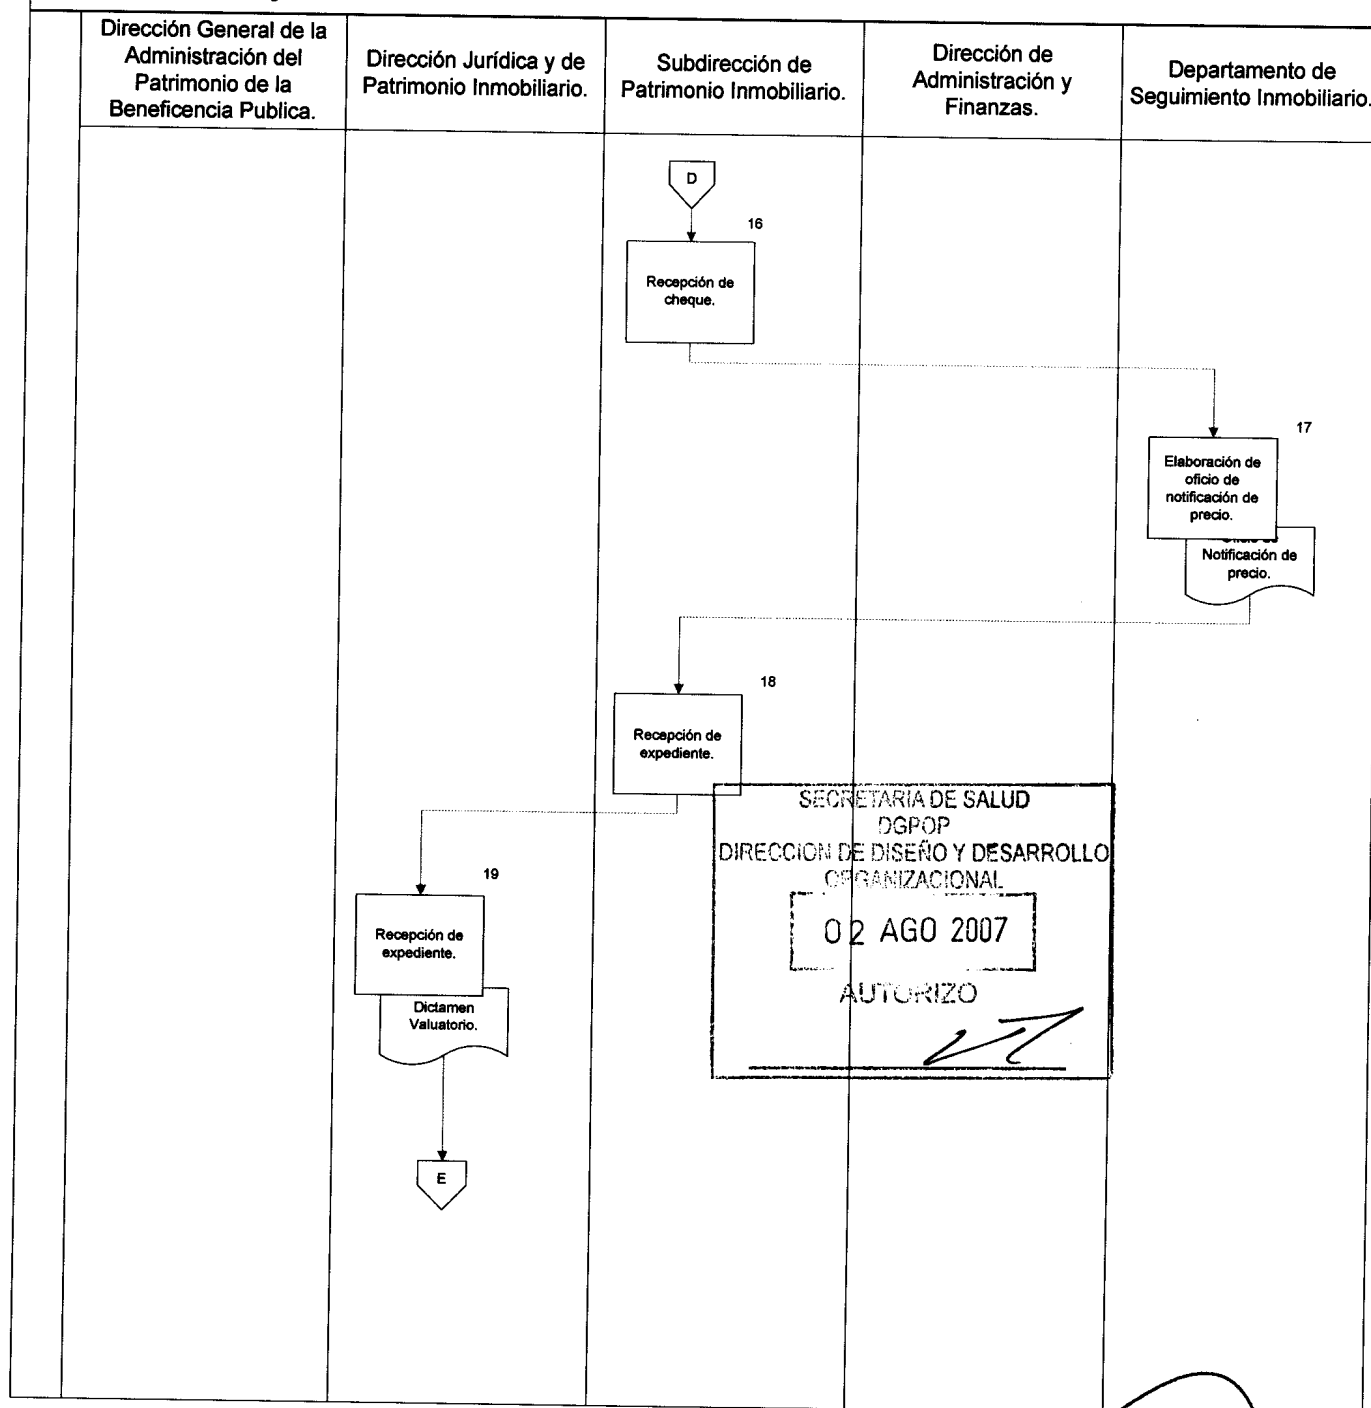 Dirección General de la
Administración del
Patrimonio de la
Beneficencia Publica.
Dirección Jurídica y de
Patrimonio Inmobiliario.
Subdirección de
Patrimonio Inmobiliario.
Dirección de
Administración y
Finanzas.
Departamento de
Seguimiento Inmobiliario.
D
16
Recepción de
cheque.
17
Elaboración de
oficio de
notificación de
precio.
Notificación de
precio.
18
Recepción de
expediente.
SECRETARIA DE SALUD
DGPOP
DIRECCION DE DISEÑO Y DESARROLLO
ORGANIZACIONAL
02 AGO 2007
AUTORIZO
19
Recepción de
expediente.
Dictamen
Valuatorio.
E